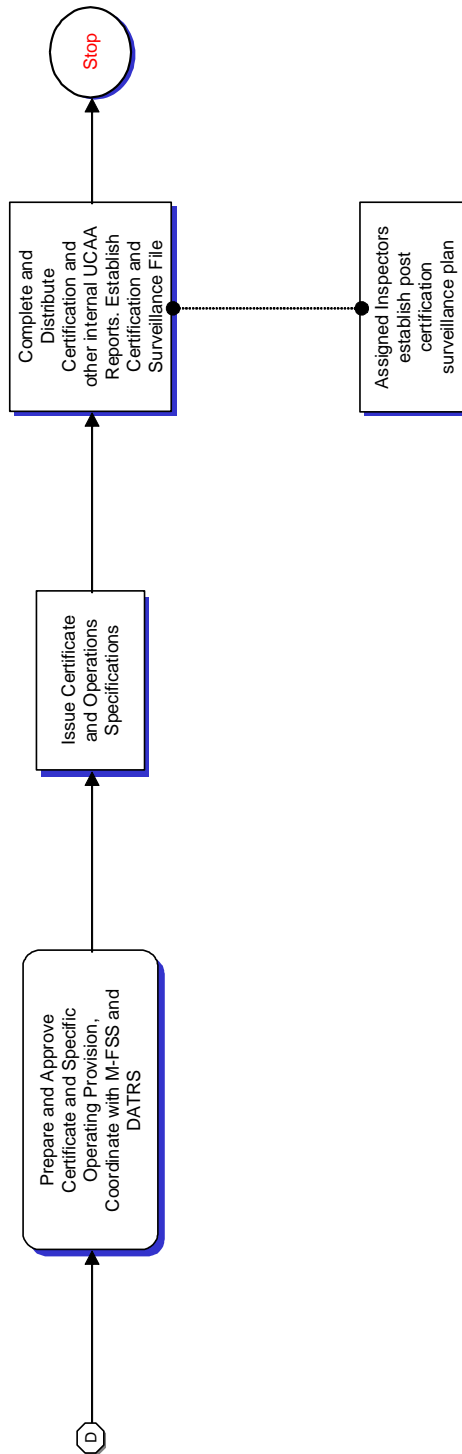 D
Prepare and Approve
Certificate and Specific
Operating Provision,
Coordinate with M-FSS and
DATRS
Issue Certificate
and Operations
Specifications
Complete and
Distribute
Certification and
other internal UCAA
Reports. Establish
Certification and
Surveillance File
Stop
Assigned Inspectors
establish post
certification
surveillance plan